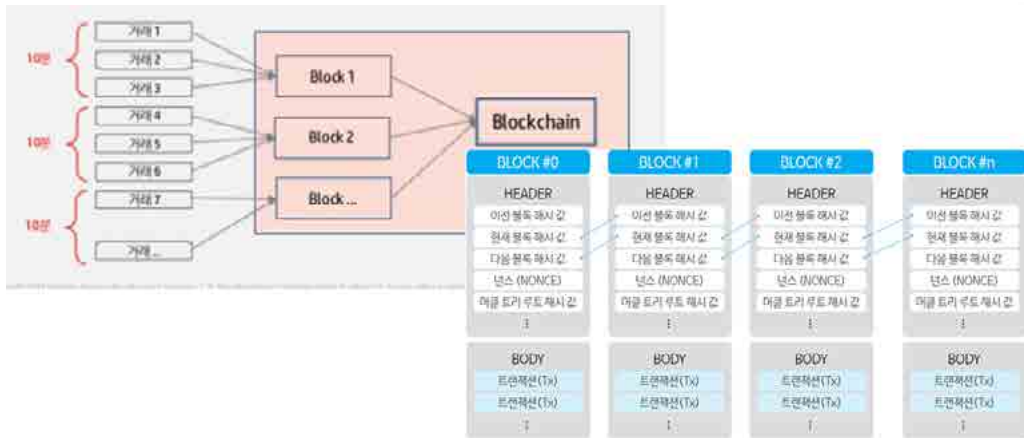 10분
거래 1
거래 2
거래 3
10분
거래 4
거래 5
거래 6
10분
거래 7
거래 ...
Block 1
Block 2
Block ...
Blockchain
BLOCK #0
HEADER
이전 블록 해시 값
현재 블록 해시 값
다음 블록 해시 값
넌스 (NONCE)
머클 트리 루트 해시 값
⋮
BODY
트랜잭션(Tx)
트랜잭션(Tx)
⋮
BLOCK #1
HEADER
이전 블록 해시 값
현재 블록 해시 값
다음 블록 해시 값
넌스 (NONCE)
머클 트리 루트 해시 값
⋮
BODY
트랜잭션(Tx)
트랜잭션(Tx)
⋮
BLOCK #2
HEADER
이전 블록 해시 값
현재 블록 해시 값
다음 블록 해시 값
넌스 (NONCE)
머클 트리 루트 해시 값
⋮
BODY
트랜잭션(Tx)
트랜잭션(Tx)
⋮
BLOCK #n
HEADER
이전 블록 해시 값
현재 블록 해시 값
다음 블록 해시 값
넌스 (NONCE)
머클 트리 루트 해시 값
⋮
BODY
트랜잭션(Tx)
트랜잭션(Tx)
⋮